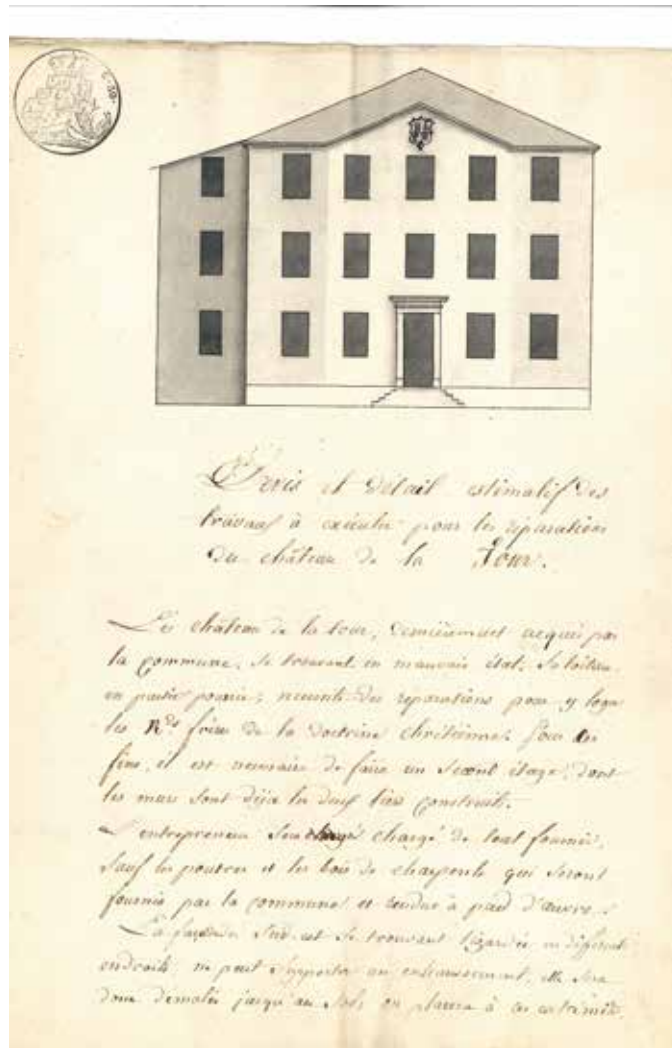 C. 50.
Devis et détail estimatif des
travaux à exécuter pour les réparations
du château de la Tour.
Le château de la tour, dernièrement acquis par
la commune, se trouvant en mauvais état, sa toiture
en partie pourrie, nécessite des réparations pour y loger
les Rds frères de la doctrine chrétienne. Pour ces
fins, il est nécessaire de faire un second étage, dont
les murs sont déjà les deux tiers construits.
L'entrepreneur sera chargé de tout fournir,
sauf les poutres et les bois de charpente qui seront
fournis par la commune et rendus à pied d'œuvre.
La façade sud-est se trouvant lézardée en différents
endroits, ne peut supporter un exhaussement, elle sera
donc démolie jusqu'au sol, on placera à ces extrémités